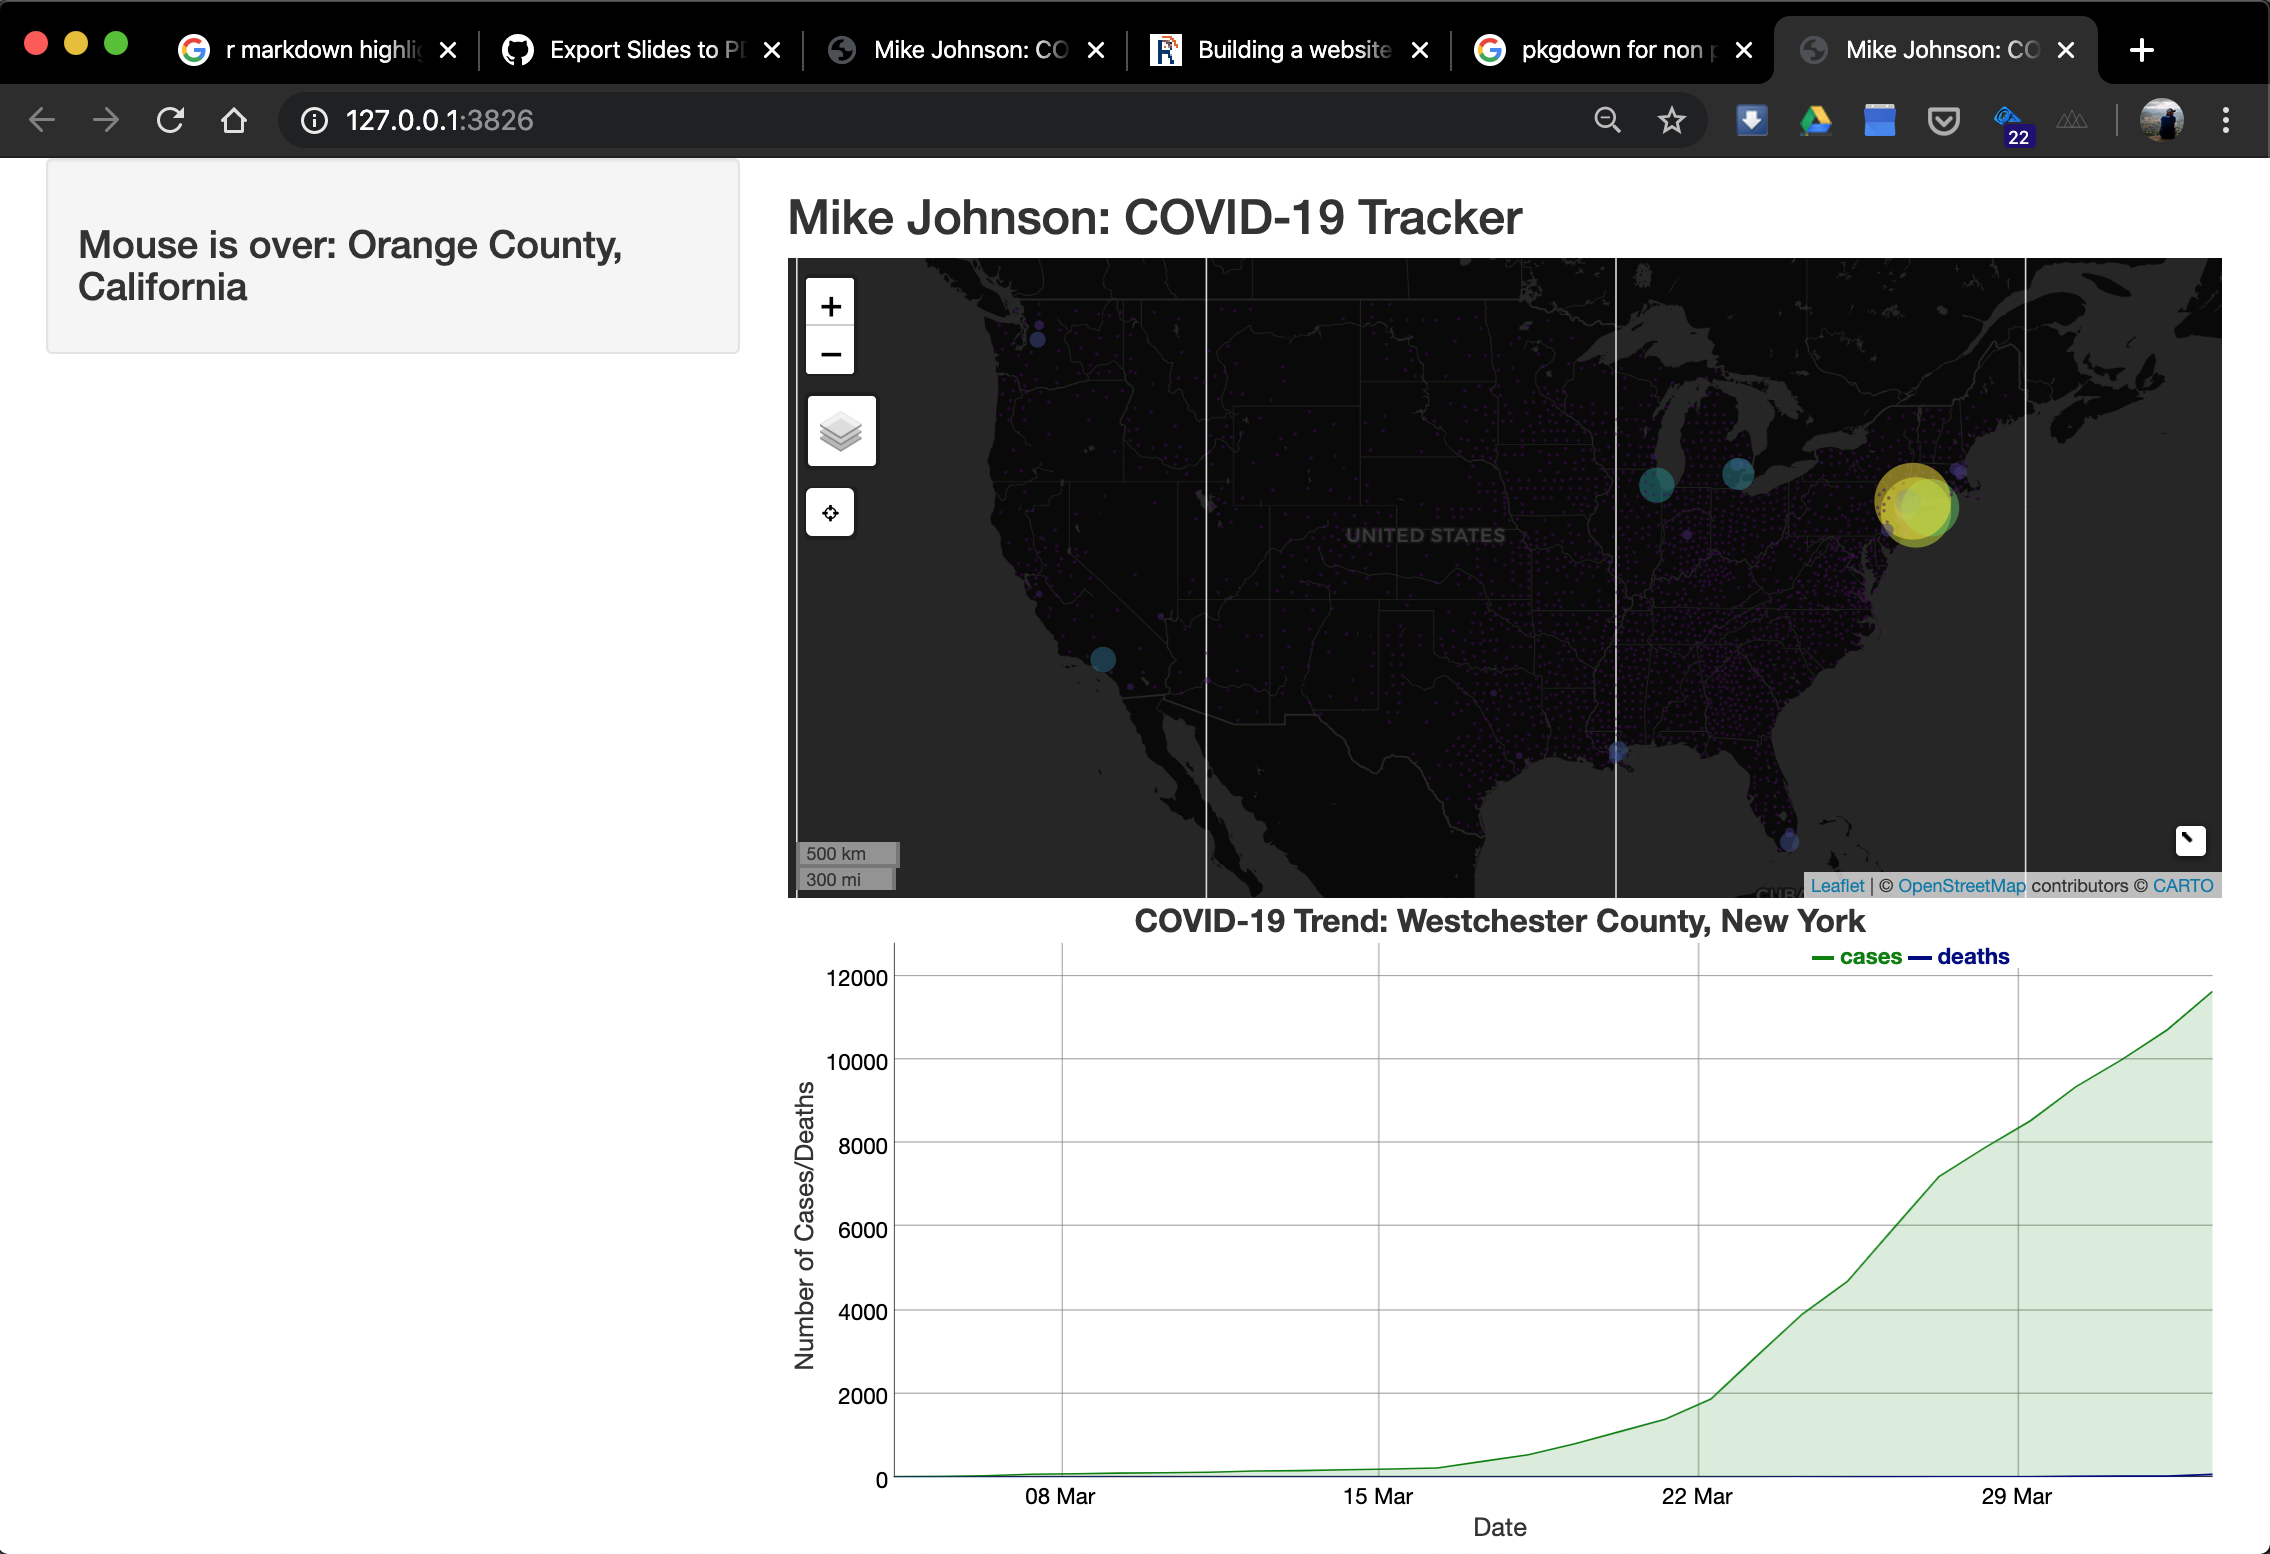 r markdown highli
Export Slides to P
Mike Johnson: CO
Building a website
pkgdown for non p
Mike Johnson: CO
127.0.0.1:3826
22
Mouse is over: Orange County,
California
Mike Johnson: COVID-19 Tracker
+
−
UNITED STATES
500 km
300 mi
CUBA
Leaflet | © OpenStreetMap contributors © CARTO
COVID-19 Trend: Westchester County, New York
cases deaths
12000
10000
8000
6000
4000
2000
0
Number of Cases/Deaths
08 Mar
15 Mar
22 Mar
29 Mar
Date